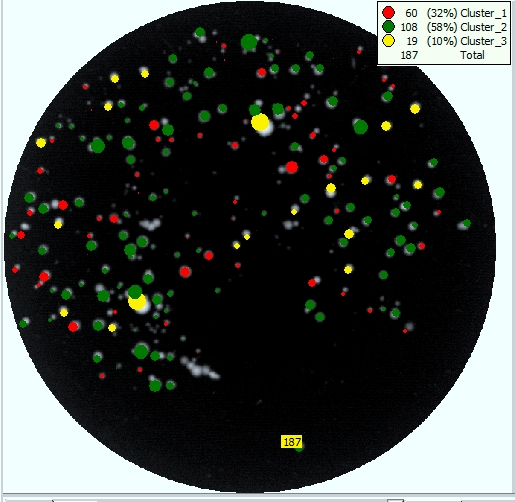 60 (32%) Cluster_1
108 (58%) Cluster_2
19 (10%) Cluster_3
187 Total
187